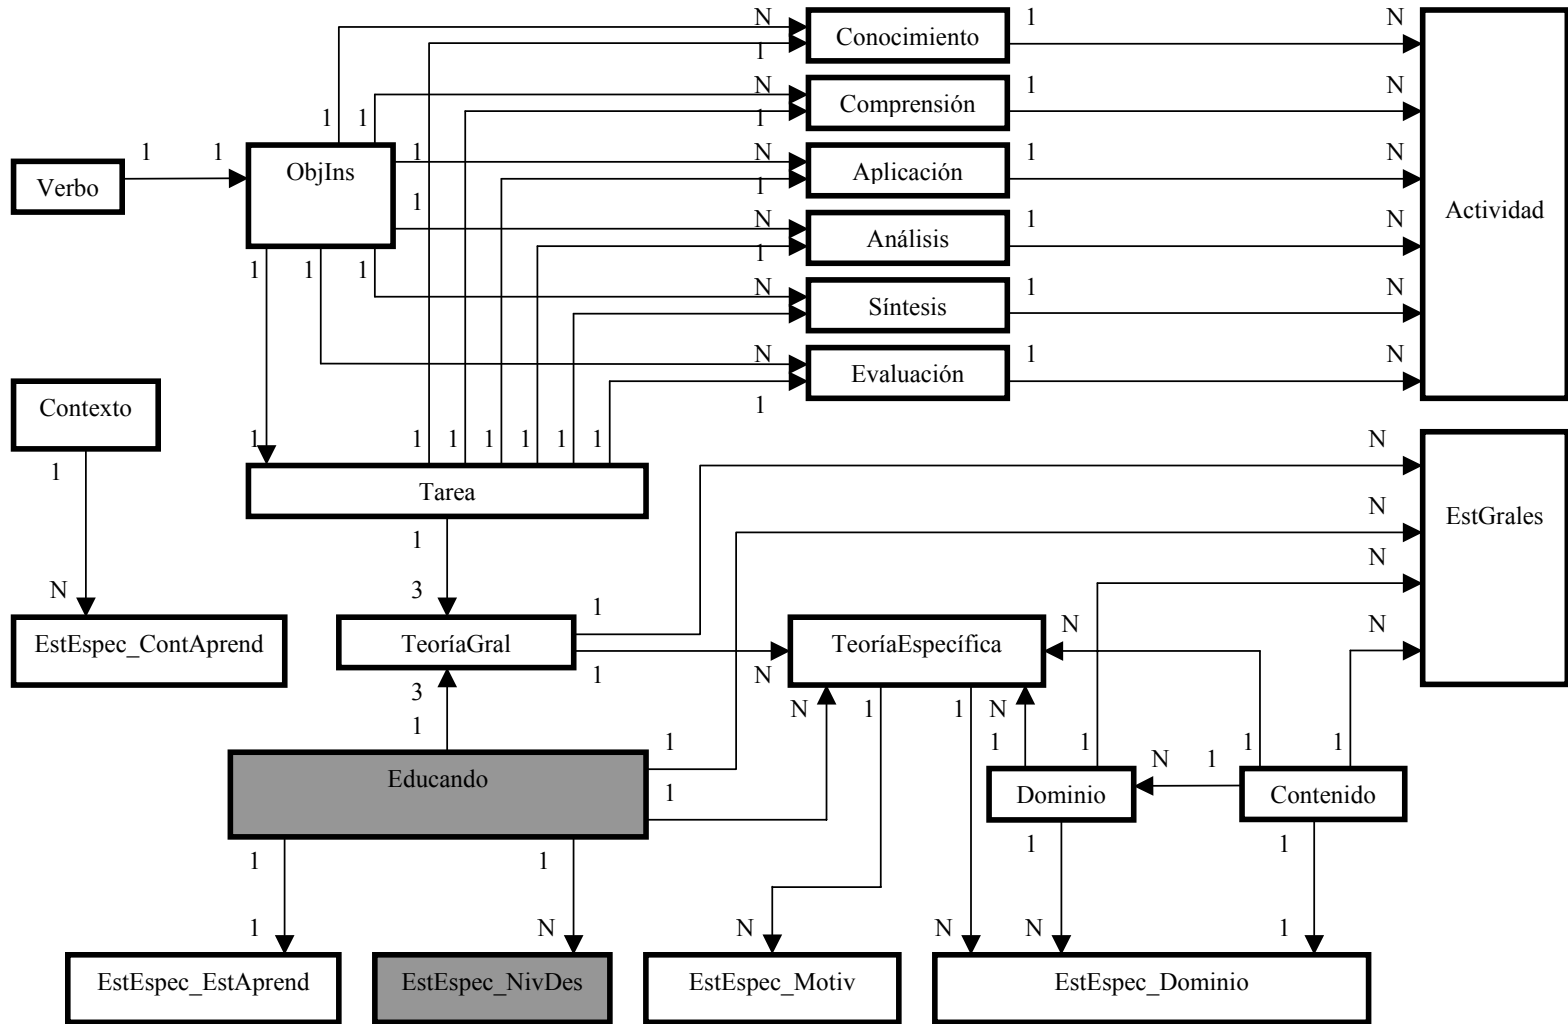 N
Conocimiento
1
N
1
1
N
Comprensión
1
N
1
1
1
Verbo
1
1
ObjIns
1
N
Aplicación
1
N
1
Actividad
1
N
Análisis
1
N
1
1
1
1
N
Síntesis
1
N
N
Evaluación
1
N
1
Contexto
1
1
1
1
1
1
1
1
N
1
Tarea
N
EstGrales
1
N
N
3
1
N
EstEspec_ContAprend
TeoríaGral
TeoríaEspecífica
N
N
1
N
3
1
N
1
1
N
1
1
1
1
1
Educando
1
N
1
Dominio
Contenido
1
1
1
1
1
N
N
N
N
1
EstEspec_EstAprend
EstEspec_NivDes
EstEspec_Motiv
EstEspec_Dominio